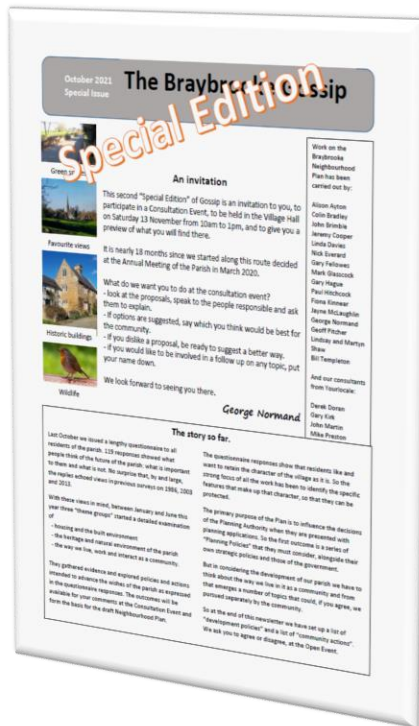 October 2021
Special Issue
The Braybrooke Gossip
Special Edition
Favourite views
Historic buildings
Wildlife
An invitation
This second "Special Edition" of Gossip is an invitation to you, to
participate in a Consultation Event, to be held in the Village Hall
on Saturday 13 November from 10am to 1pm, and to give you a
preview of what you will find there.
It is nearly 18 months since we started along this route decided
at the Annual Meeting of the Parish in March 2020.
What do we want you to do at the consultation event?
- look at the proposals, speak to the people responsible and ask
them to explain.
- If options are suggested, say which you think would be best for
the community.
- If you dislike a proposal, be ready to suggest a better way.
- If you would like to be involved in a follow up on any topic, put
your name down.
We look forward to seeing you there.
George Normand
Work on the
Braybrooke
Neighbourhood
Plan has been
carried out by:
Alison Ayton
Colin Bradley
John Brimble
Jeremy Cooper
Linda Davies
Nick Everard
Gary Fellowes
Mark Glasscock
Gary Hague
Paul Hitchcock
Fiona Kinnear
Jayne McLaughlin
George Normand
Geoff Pitcher
Lindsay and Martyn
Shaw
Bill Templeton
And our consultants
from Yourlocale:
Derek Doran
Gary Kirk
John Martin
Mike Preston
The story so far.
Last October we issued a lengthy questionnaire to all
residents of the parish. 119 responses showed what
people think of the future of the parish: what is important
to them and what is not. No surprise that, by and large,
the replies echoed views in previous surveys on 1994, 2003
and 2013.
With these views in mind, between January and June this
year three "theme groups" started a detailed examination
of
- housing and the built environment
- the heritage and natural environment of the parish
- the way we live, work and interact as a community.
They gathered evidence and explored policies and actions
intended to advance the wishes of the parish as expressed
in the questionnaire responses. The outcomes will be
available for your comments at the Consultation Event and
form the basis for the draft Neighbourhood Plan.
The questionnaire responses show that residents like and
want to retain the character of the village as it is. So the
strong focus of all the work has been to identify the specific
features that make up that character, so that they can be
protected.
The primary purpose of the Plan is to influence the decisions
of the Planning Authority when they are presented with
planning applications. So the first outcome is a series of
"Planning Policies" that they must consider, alongside their
own strategic policies and those of the government.
But in considering the development of our parish we have to
think about the way we live in it as a community and from
that emerges a number of topics that could, if you agree, we
pursued separately by the community.
So at the end of this newsletter we have set up a list of
"development policies" and a list of "community actions".
We ask you to agree or disagree, at the Open Event.